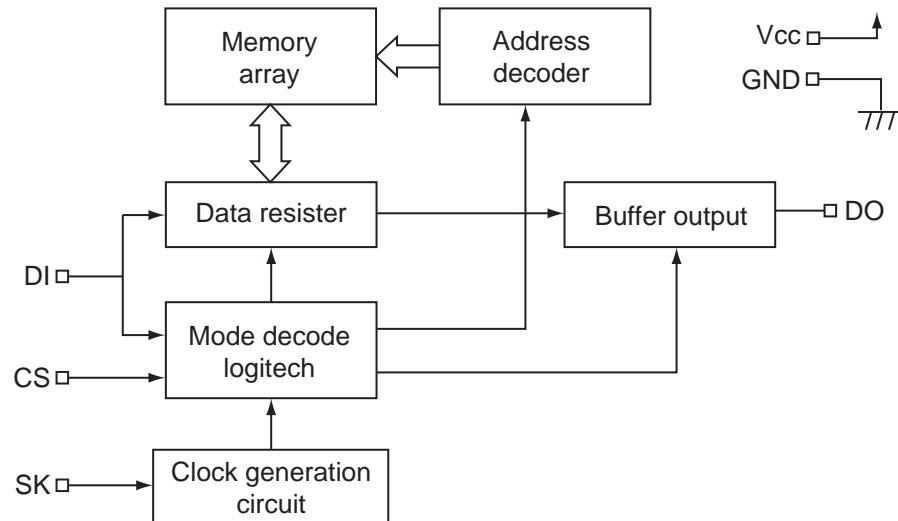 Memory
array
Address
decoder
Vcc
GND
Data resister
Buffer output
DO
DI
Mode decode
logitech
CS
Clock generation
circuit
SK